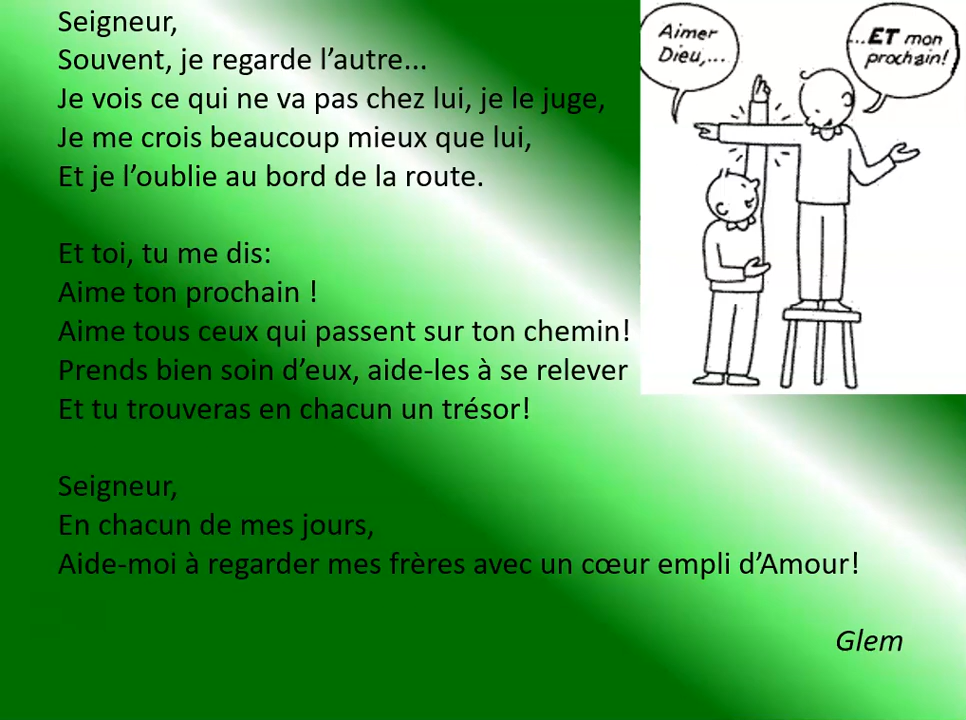 Seigneur,
Souvent, je regarde l’autre...
Je vois ce qui ne va pas chez lui, je le juge,
Je me crois beaucoup mieux que lui,
Et je l’oublie au bord de la route.
Et toi, tu me dis:
Aime ton prochain !
Aime tous ceux qui passent sur ton chemin!
Prends bien soin d’eux, aide-les à se relever
Et tu trouveras en chacun un trésor!
Seigneur,
En chacun de mes jours,
Aide-moi à regarder mes frères avec un cœur empli d’Amour!
Glem
Aimer
Dieu,...
...ET mon
prochain!